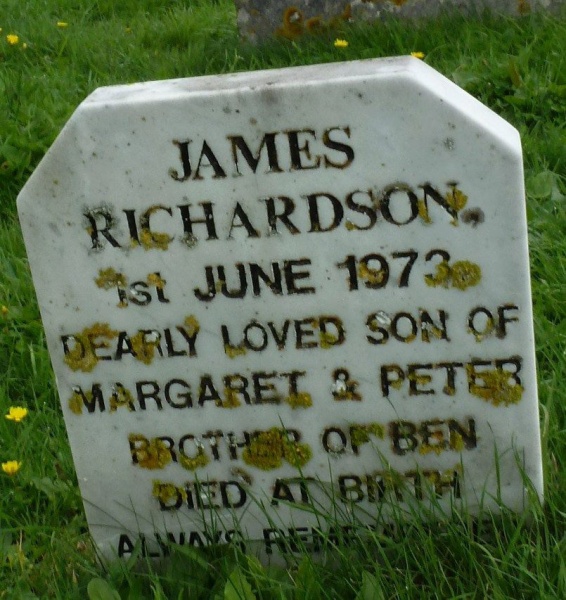 JAMES
RICHARDSON.
1st JUNE 1973
DEARLY LOVED SON OF
MARGARET & PETER
BROTHER OF BEN
DIED AT BIRTH
ALWAYS